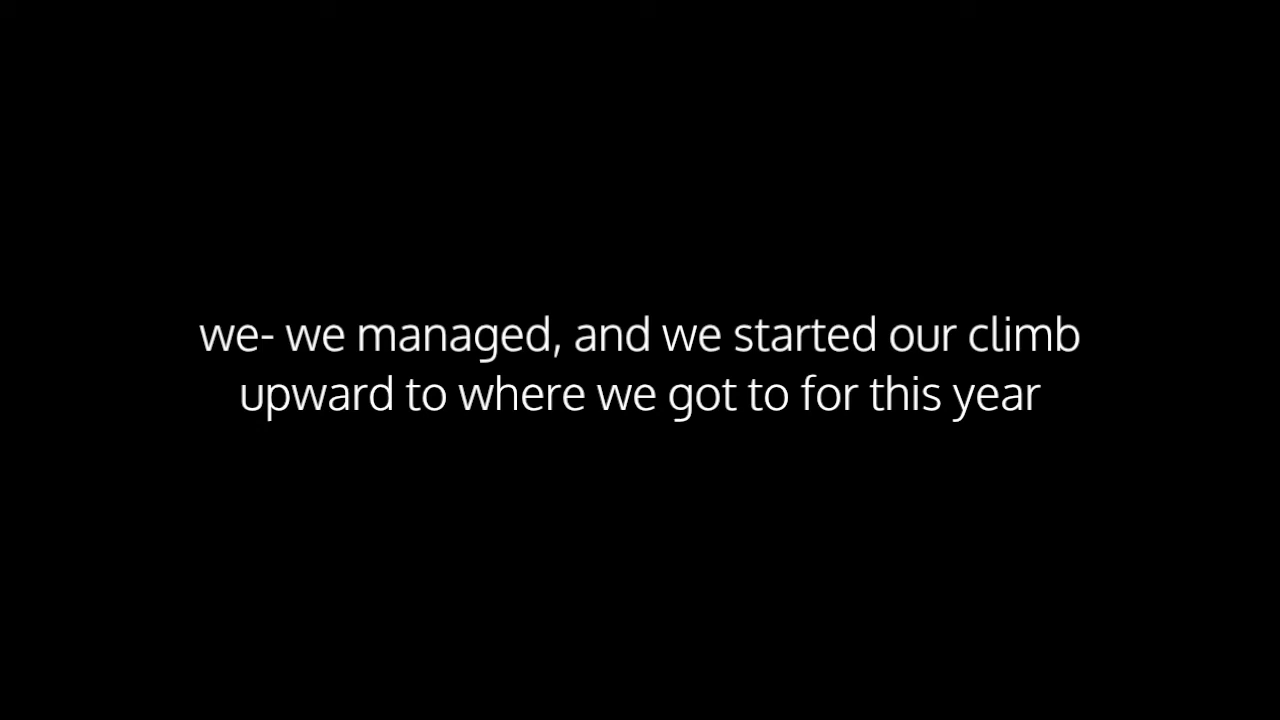 we- we managed, and we started our climb
upward to where we got to for this year